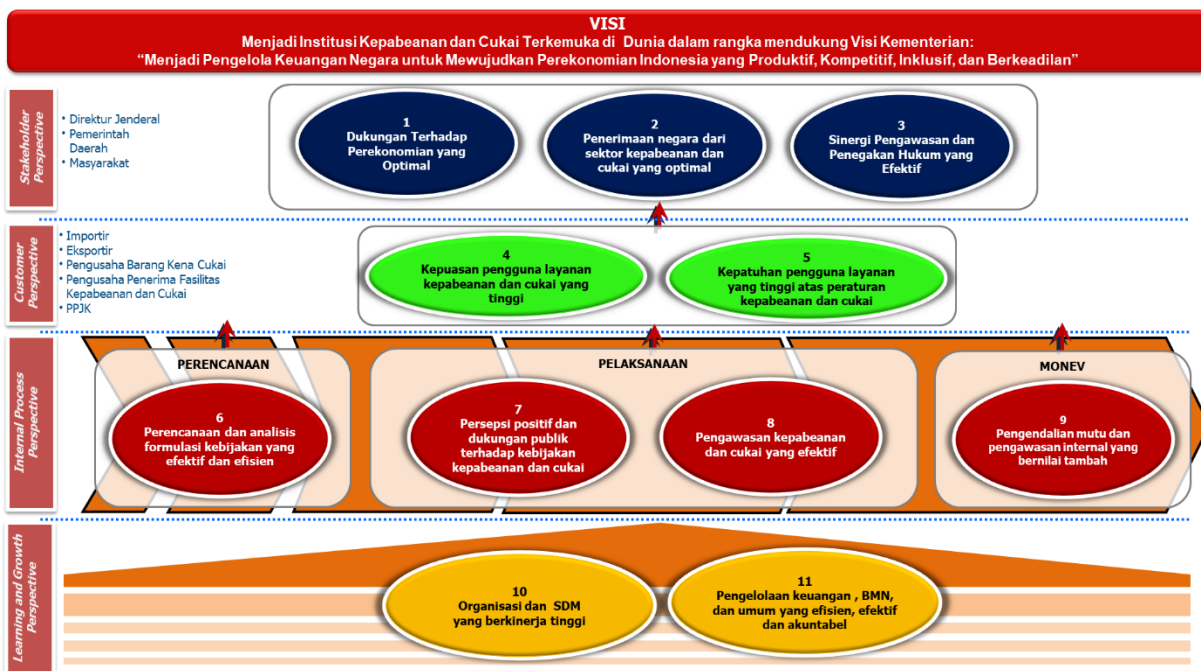 VISI
Menjadi Institusi Kepabeanan dan Cukai Terkemuka di Dunia dalam rangka mendukung Visi Kementerian:
“Menjadi Pengelola Keuangan Negara untuk Mewujudkan Perekonomian Indonesia yang Produktif, Kompetitif, Inklusif, dan Berkeadilan”
Stakeholder
Perspective
• Direktur Jenderal
• Pemerintah
Daerah
• Masyarakat
1
Dukungan Terhadap
Perekonomian yang
Optimal
2
Penerimaan negara dari
sektor kepabeanan dan
cukai yang optimal
3
Sinergi Pengawasan dan
Penegakan Hukum yang
Efektif
Customer
Perspective
• Importir
• Eksportir
• Pengusaha Barang Kena Cukai
• Pengusaha Penerima Fasilitas
Kepabeanan dan Cukai
• PPJK
4
Kepuasan pengguna layanan
kepabeanan dan cukai yang
tinggi
5
Kepatuhan pengguna layanan
yang tinggi atas peraturan
kepabeanan dan cukai
Internal Process
Perspective
PERENCANAAN
6
Perencanaan dan analisis
formulasi kebijakan yang
efektif dan efisien
PELAKSANAAN
7
Persepsi positif dan
dukungan publik
terhadap kebijakan
kepabeanan dan cukai
8
Pengawasan kepabeanan
dan cukai yang efektif
MONEV
9
Pengendalian mutu dan
pengawasan internal yang
bernilai tambah
Learning and Growth
Perspective
10
Organisasi dan SDM
yang berkinerja tinggi
11
Pengelolaan keuangan , BMN,
dan umum yang efisien, efektif
dan akuntabel